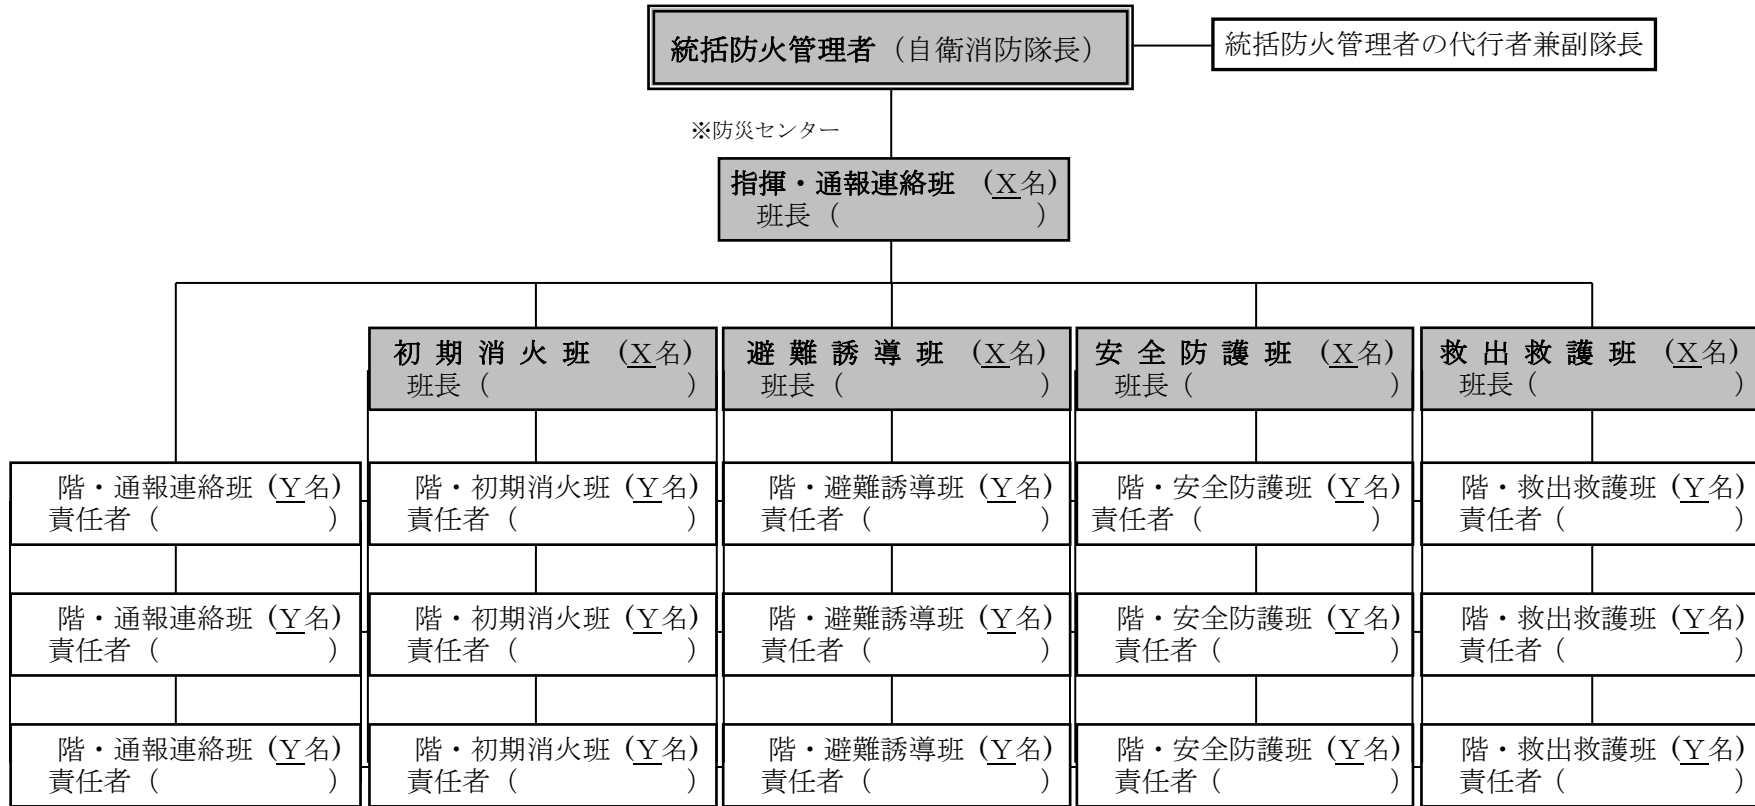 統括防火管理者（自衛消防隊長）
統括防火管理者の代行者兼副隊長
※防災センター
指揮・通報連絡班　(X名)
班長（　　　　　　　）
初 期 消 火 班　(X名)
班長（　　　　　　　）
避 難 誘 導 班　(X名)
班長（　　　　　　　）
安 全 防 護 班　(X名)
班長（　　　　　　　）
救 出 救 護 班　(X名)
班長（　　　　　　　）
階・通報連絡班 (Y名)
責任者（　　　　　　）
階・初期消火班 (Y名)
責任者（　　　　　　）
階・避難誘導班 (Y名)
責任者（　　　　　　）
階・安全防護班 (Y名)
責任者（　　　　　　）
階・救出救護班 (Y名)
責任者（　　　　　　）
階・通報連絡班 (Y名)
責任者（　　　　　　）
階・初期消火班 (Y名)
責任者（　　　　　　）
階・避難誘導班 (Y名)
責任者（　　　　　　）
階・安全防護班 (Y名)
責任者（　　　　　　）
階・救出救護班 (Y名)
責任者（　　　　　　）
階・通報連絡班 (Y名)
責任者（　　　　　　）
階・初期消火班 (Y名)
責任者（　　　　　　）
階・避難誘導班 (Y名)
責任者（　　　　　　）
階・安全防護班 (Y名)
責任者（　　　　　　）
階・救出救護班 (Y名)
責任者（　　　　　　）